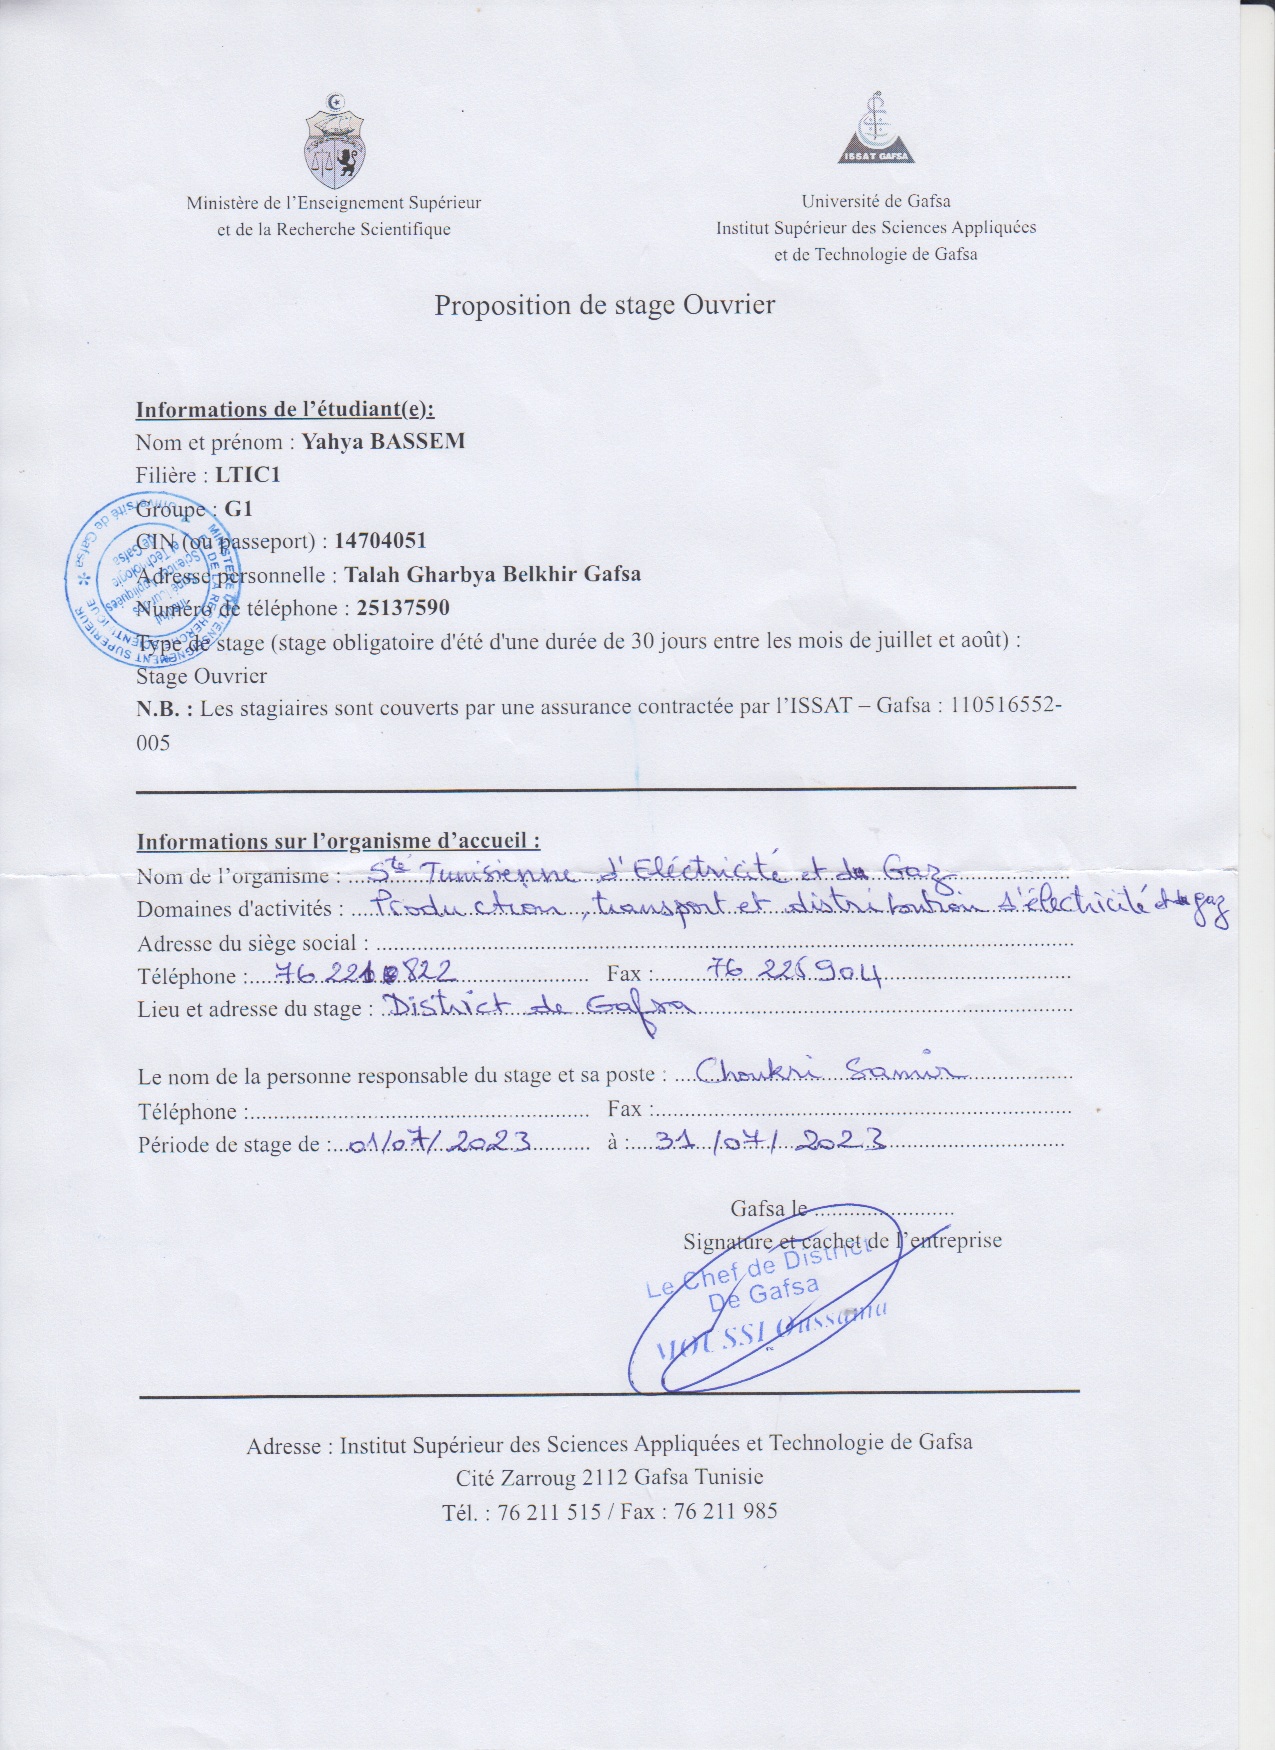 ISSAT GAFSA
Ministère de l'Enseignement Supérieur
et de la Recherche Scientifique
Université de Gafsa
Institut Supérieur des Sciences Appliquées
et de Technologie de Gafsa
Proposition de stage Ouvrier
Informations de l'étudiant(e):
Nom et prénom : Yahya BASSEM
Filière : LTIC1
Groupe : G1
CIN (ou passeport) : 14704051
Adresse personnelle : Talah Gharbya Belkhir Gafsa
Numéro de téléphone : 25137590
Type de stage (stage obligatoire d'été d'une durée de 30 jours entre les mois de juillet et août) :
Stage Ouvrier
N.B. : Les stagiaires sont couverts par une assurance contractée par l'ISSAT – Gafsa : 110516552-
005
Informations sur l'organisme d'accueil :
Nom de l'organisme : Sté Tunisienne d'Eléctricité et du Gaz
Domaines d'activités : Production, transport et distribution d'électricité et du gaz
Adresse du siège social :
Téléphone : 76 822 Fax : 76 225 904
Lieu et adresse du stage : District de Gafsa
Le nom de la personne responsable du stage et sa poste : Choukri Samir
Téléphone : Fax :
Période de stage de : 01/07/2023 à : 31/07/2023
Gafsa le
Signature et cachet de l'entreprise
Le Chef de District
De Gafsa
MOUSSI Oussama
Adresse : Institut Supérieur des Sciences Appliquées et Technologie de Gafsa
Cité Zarroug 2112 Gafsa Tunisie
Tél. : 76 211 515 / Fax : 76 211 985